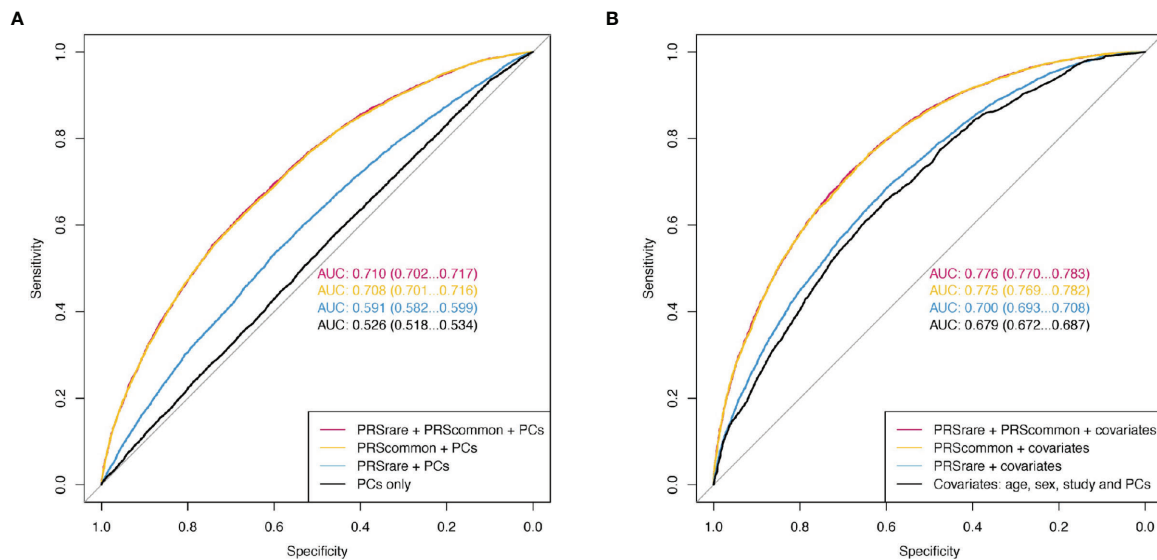 A
1.0
0.8
0.6
0.4
0.2
0.0
Sensitivity
AUC: 0.710 (0.702...0.717)
AUC: 0.708 (0.701...0.716)
AUC: 0.591 (0.582...0.599)
AUC: 0.526 (0.518...0.534)
PRSrare + PRScommon + PCs
PRScommon + PCs
PRSrare + PCs
PCs only
1.0 0.8 0.6 0.4 0.2 0.0
Specificity
B
1.0
0.8
0.6
0.4
0.2
0.0
Sensitivity
AUC: 0.776 (0.770...0.783)
AUC: 0.775 (0.769...0.782)
AUC: 0.700 (0.693...0.708)
AUC: 0.679 (0.672...0.687)
PRSrare + PRScommon + covariates
PRScommon + covariates
PRSrare + covariates
Covariates: age, sex, study and PCs
1.0 0.8 0.6 0.4 0.2 0.0
Specificity